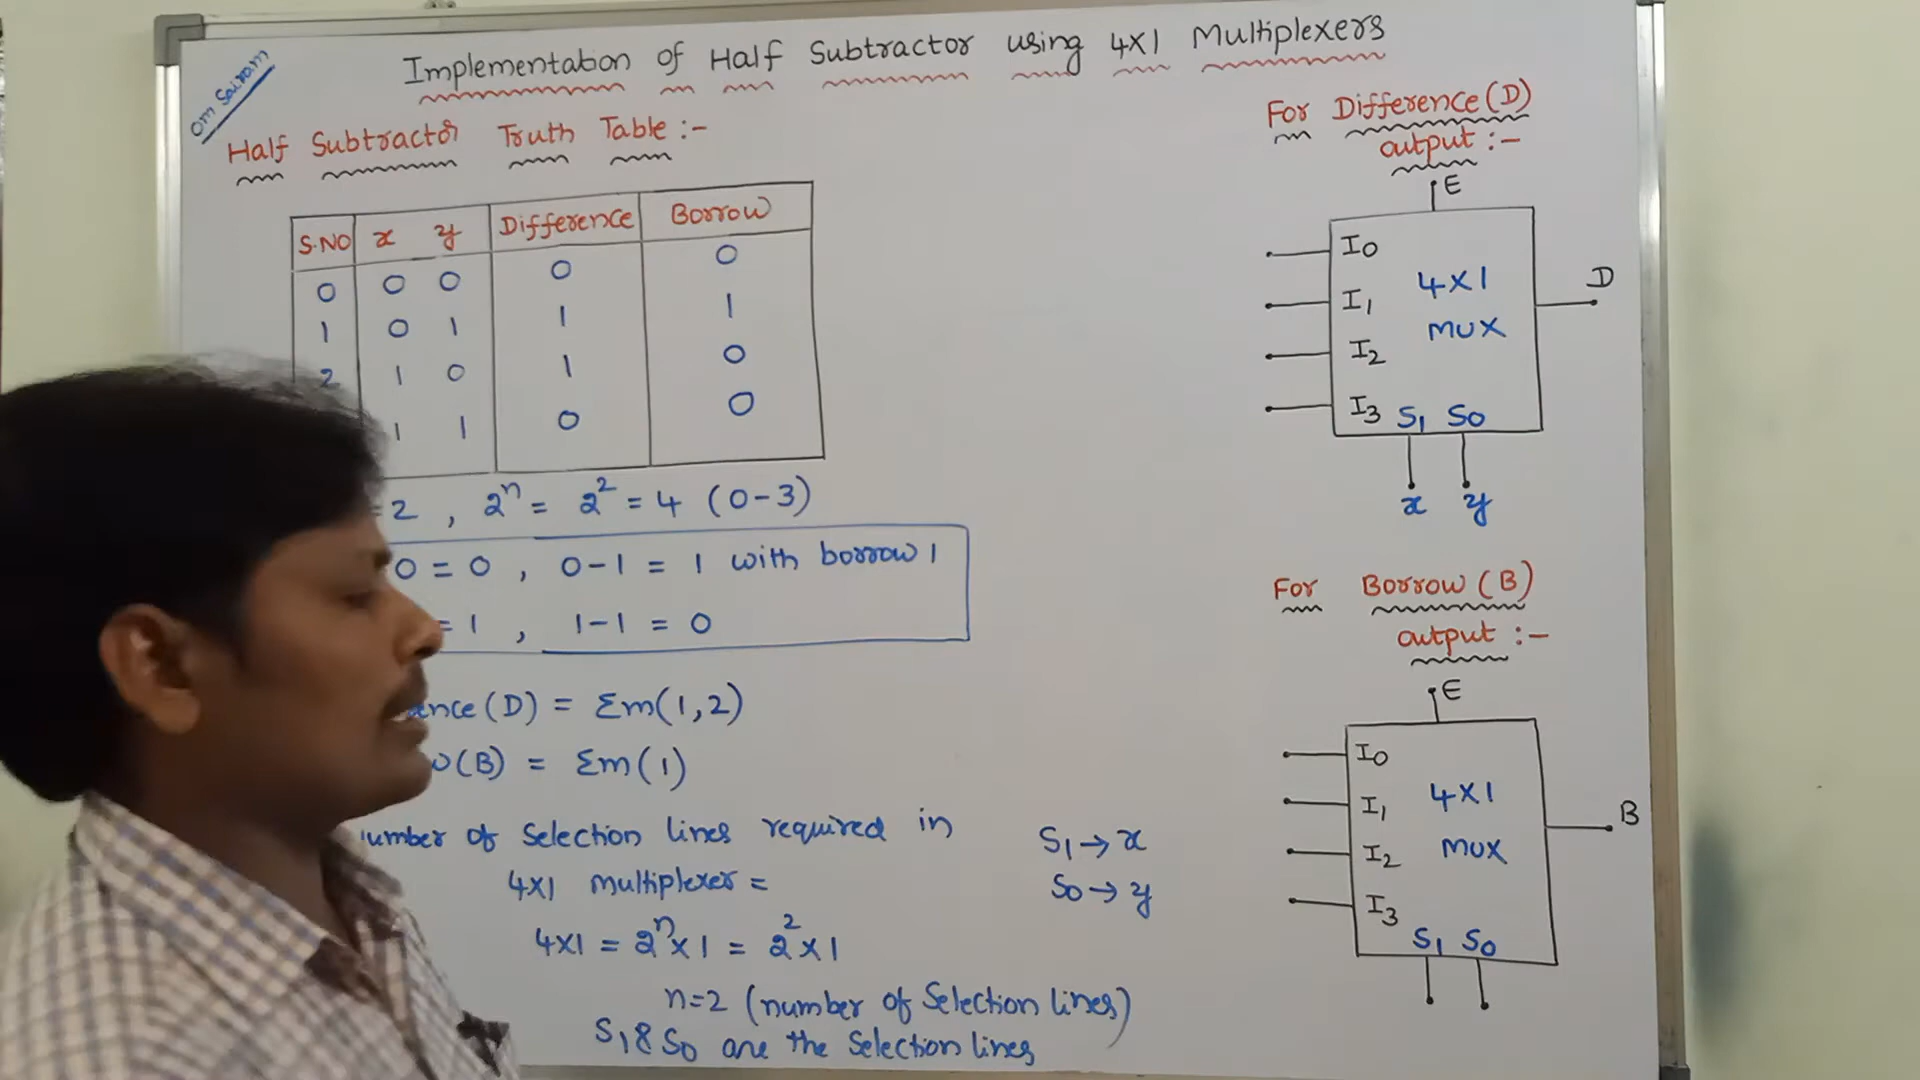 Implementation of Half Subtractor using 4X1 Multiplexers
Om Sairam
Half Subtractor Truth Table :-
S.NO x y Difference Borrow
0 0 0 0 0
1 0 1 1 1
2 1 0 1 0
1 1 0 0
= 2 , 2^n = 2^2 = 4 (0-3)
0 = 0 , 0-1 = 1 with borrow 1
= 1 , 1-1 = 0
ence (D) = Σm(1,2)
(B) = Σm(1)
umber of selection lines required in
4X1 multiplexer =
4X1 = 2^n X 1 = 2^2 X 1
n=2 (number of selection lines)
S1 & S0 are the selection lines
S1 → x
S0 → y
For Difference (D)
output :-
E
I0
I1
I2
I3
4X1
MUX
S1 S0
D
x y
For Borrow (B)
output :-
E
I0
I1
I2
I3
4X1
MUX
S1 S0
B